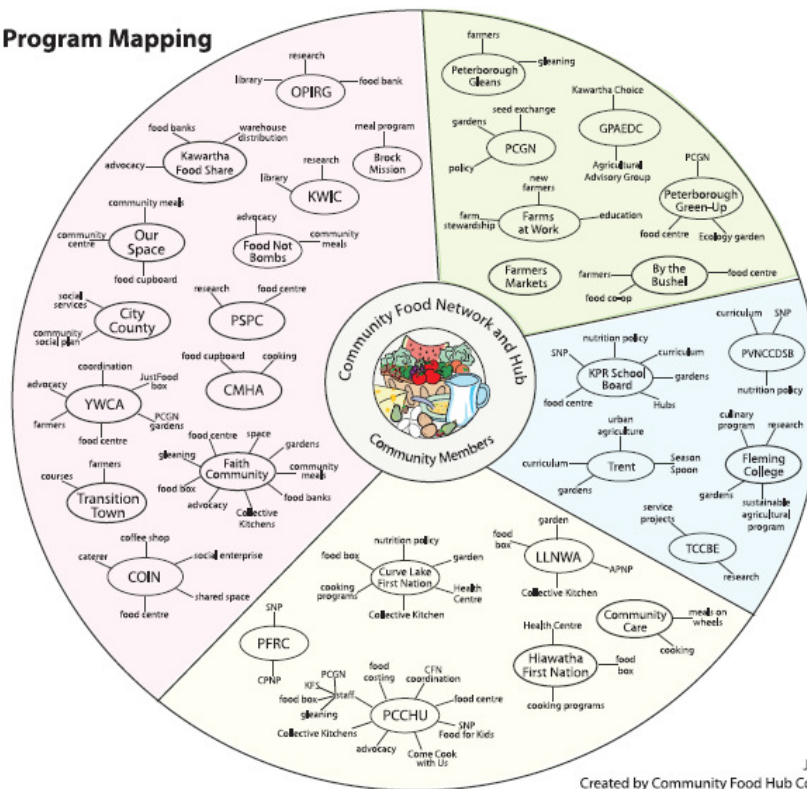 Program Mapping
research
library
food bank
OPIRG
food banks
warehouse
distribution
advocacy
Kawartha
Food Share
meal program
Brock
Mission
research
library
KWIC
community meals
community
centre
Our
Space
food cupboard
advocacy
community
meals
Food Not
Bombs
social
services
City
County
community
social plan
research
food centre
PSPC
food cupboard
cooking
CMHA
coordination
JustFood
box
advocacy
YWCA
farmers
PCGN
gardens
food centre
food centre
space
gardens
gleaning
Faith
Community
community
meals
food box
food banks
advocacy
Collective
Kitchens
farmers
courses
Transition
Town
coffee shop
caterer
social enterprise
COIN
shared space
food centre
farmers
gleaning
Peterborough
Gleans
seed exchange
gardens
PCGN
policy
Kawartha Choice
GPAEDC
Agricultural
Advisory Group
PCGN
Peterborough
Green-Up
food centre
Ecology garden
new
farmers
farm
stewardship
Farms
at Work
education
Farmers
Markets
farmers
By the
Bushel
food centre
food co-op
Community Food Network and Hub
Community Members
nutrition policy
SNP
curriculum
KPR School
Board
gardens
food centre
Hubs
curriculum
SNP
PVNCCDSB
nutrition policy
urban
agriculture
curriculum
Trent
Season
Spoon
gardens
culinary
program
research
Fleming
College
gardens
sustainable
agricultural
program
service
projects
TCCBE
research
nutrition policy
food box
garden
Curve Lake
First Nation
cooking
programs
Health
Centre
Collective Kitchen
garden
food
box
LLNWA
APNP
Collective Kitchen
Community
Care
meals on
wheels
cooking
Health Centre
Hiawatha
First Nation
food
box
cooking programs
SNP
PFRC
CPNP
food
costing
CFN
coordination
PCGN
KFS
staff
food box
gleaning
food centre
PCCHU
Collective Kitchens
SNP
Food for Kids
advocacy
Come Cook
with Us
J
Created by Community Food Hub Co